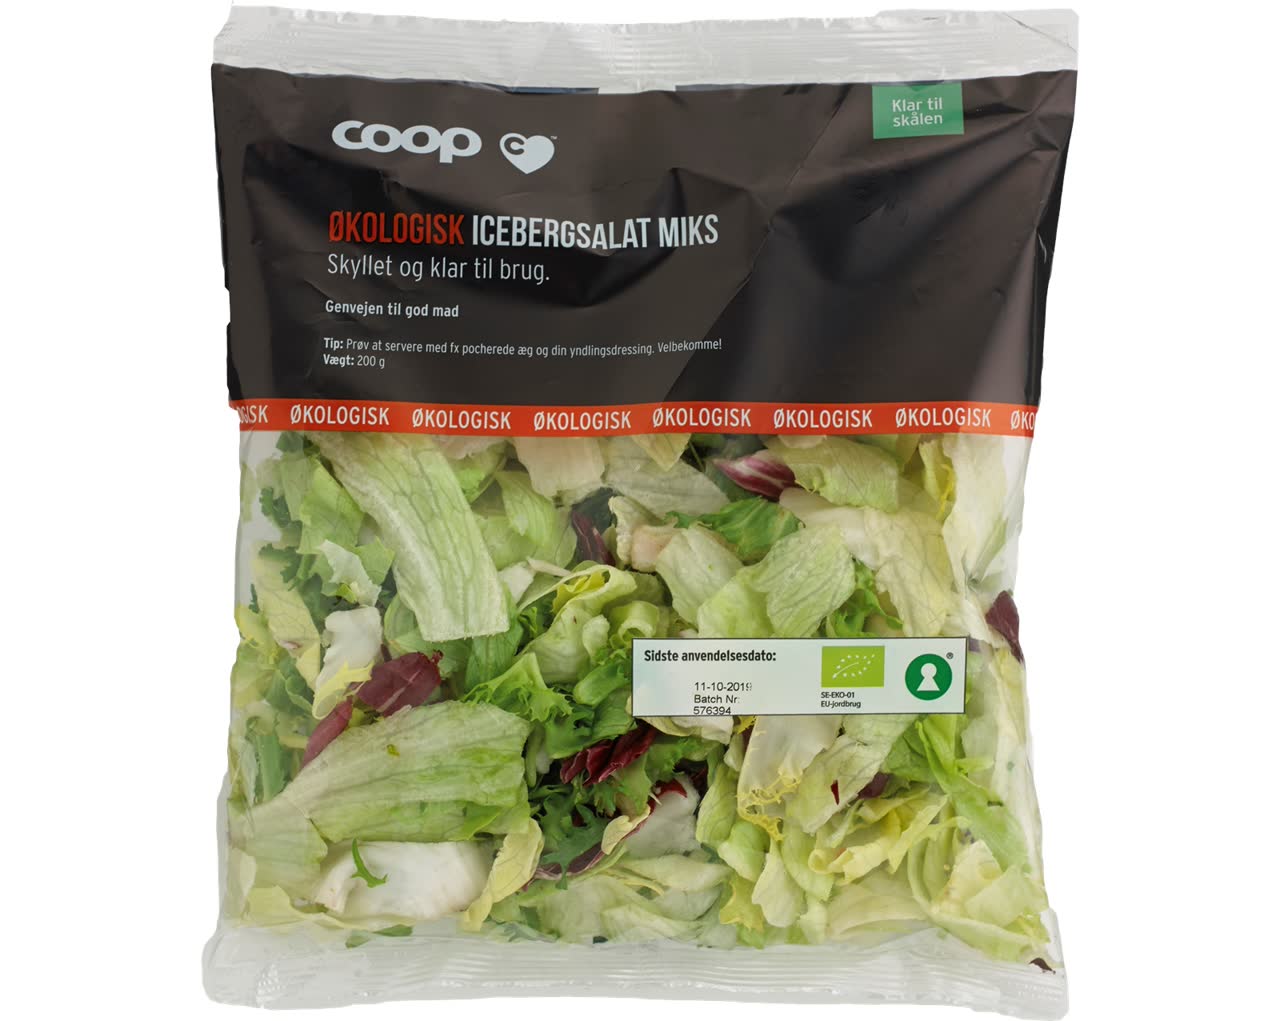 Klar til
skålen
coop
ØKOLOGISK ICEBERGSALAT MIKS
Skyllet og klar til brug.
Genvejen til god mad
Tip: Prøv at servere med fx pocherede æg og din yndlingsdressing. Velbekomme!
Vægt: 200 g
ØKOLOGISK ØKOLOGISK ØKOLOGISK ØKOLOGISK ØKOLOGISK ØKOLOGISK
Sidste anvendelsesdato:
11-10-2019
Batch Nr:
576394
SE-EKO-01
EU-jordbrug